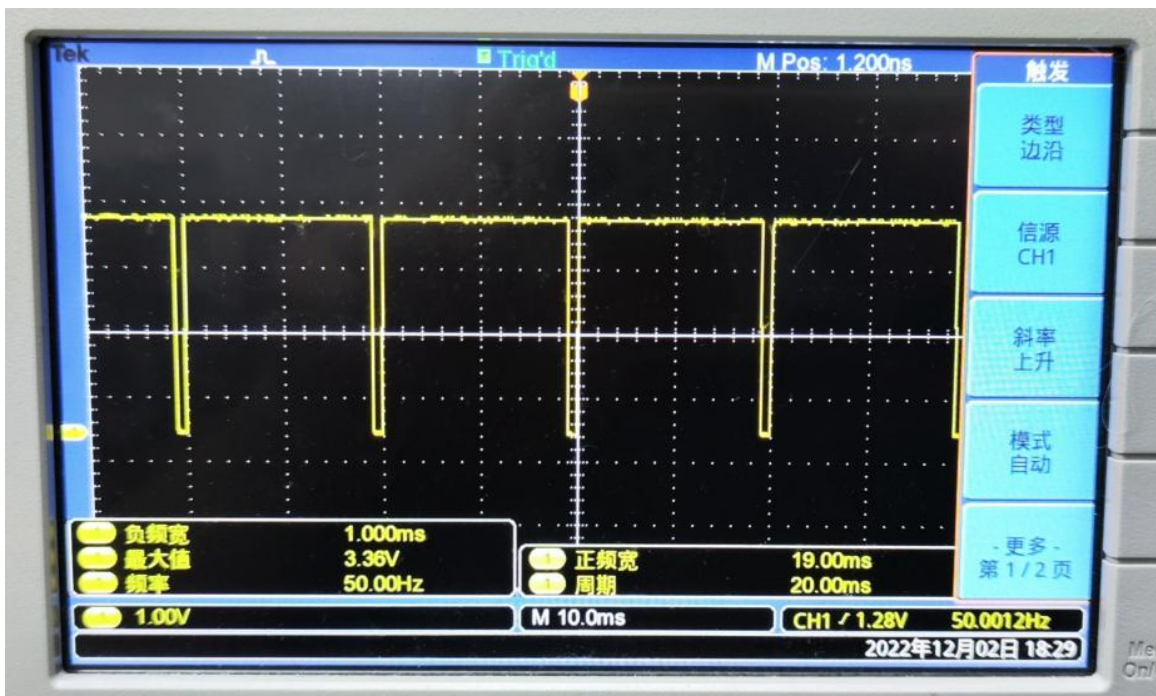 Tek
Trig'd
M Pos: 1.200ns
触发
类型
边沿
信源
CH1
斜率
上升
模式
自动
- 更多 -
第 1 / 2 页
负频宽 1.000ms
最大值 3.36V
频率 50.00Hz
1 正频宽 19.00ms
1 周期 20.00ms
1.00V
M 10.0ms
CH1 / 1.28V 50.0012Hz
2022年12月02日 18:29